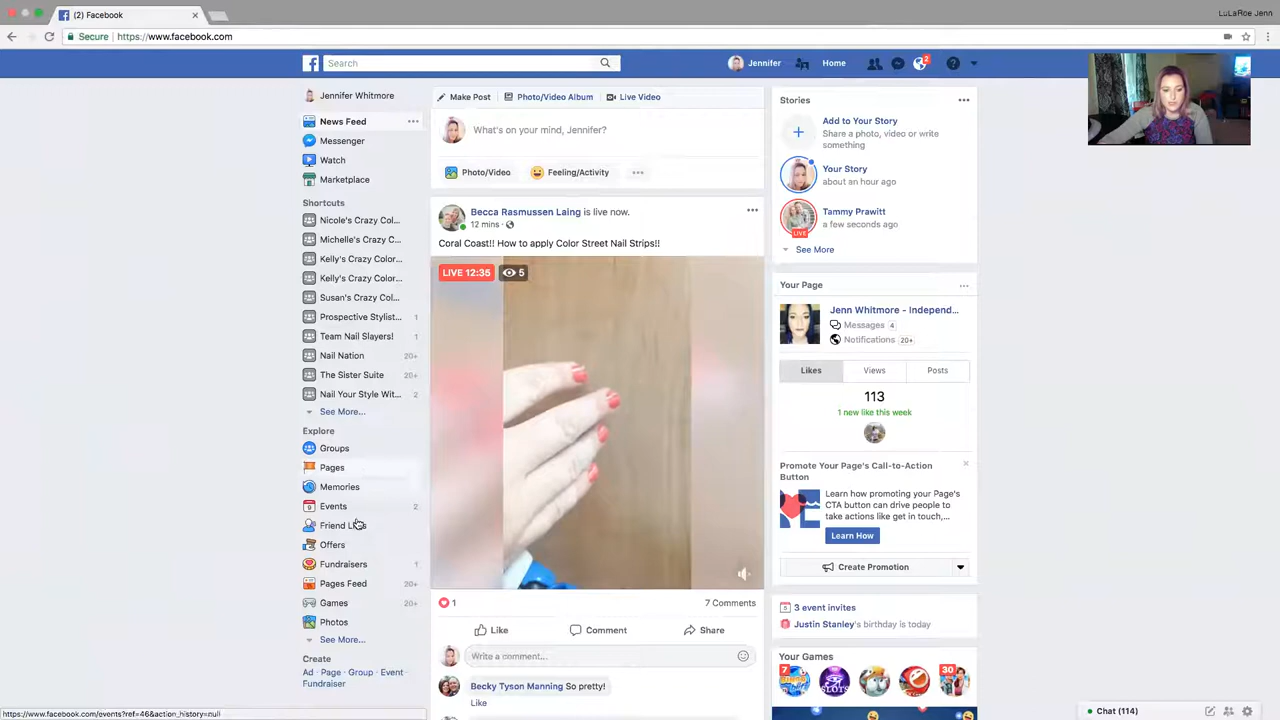 (2) Facebook
LuLaRoe Jenn
Secure
https://www.facebook.com
Search
Jennifer
Home
2
Jennifer Whitmore
News Feed
Messenger
Watch
Marketplace
Shortcuts
Nicole's Crazy Col...
Michelle's Crazy C...
Kelly's Crazy Color...
Kelly's Crazy Color...
Susan's Crazy Col...
Prospective Stylist... 1
Team Nail Slayers! 1
Nail Nation 20+
The Sister Suite 20+
Nail Your Style Wit... 2
See More...
Explore
Groups
Pages
Memories
Events 2
Friend Lists
Offers
Fundraisers 1
Pages Feed 20+
Games 20+
Photos
See More...
Create
Ad · Page · Group · Event ·
Fundraiser
https://www.facebook.com/events?ref=46&action_history=null
Make Post
Photo/Video Album
Live Video
What's on your mind, Jennifer?
Photo/Video
Feeling/Activity
Becca Rasmussen Laing is live now.
12 mins ·
Coral Coast!! How to apply Color Street Nail Strips!!
LIVE 12:35
5
1
7 Comments
Like
Comment
Share
Write a comment...
Becky Tyson Manning So pretty!
Like
Stories
Add to Your Story
Share a photo, video or write
something
Your Story
about an hour ago
LIVE
Tammy Prawitt
a few seconds ago
See More
Your Page
Jenn Whitmore - Independ...
Messages 4
Notifications 20+
Likes
Views
Posts
113
1 new like this week
Promote Your Page's Call-to-Action
Button
Learn how promoting your Page's
CTA button can drive people to
take actions like get in touch,...
Learn How
Create Promotion
3 event invites
Justin Stanley's birthday is today
Your Games
7
SLOTS
30
Chat (114)